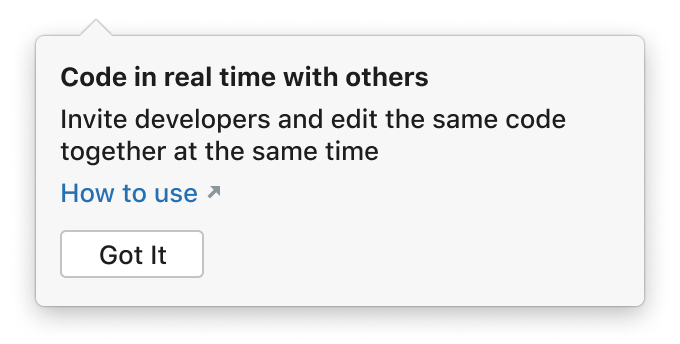 Code in real time with others
Invite developers and edit the same code
together at the same time
How to use
Got It